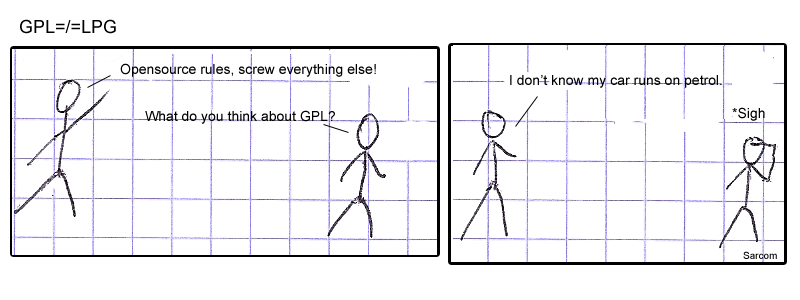 GPL=/=LPG
Opensource rules, screw everything else!
What do you think about GPL?
I don't know my car runs on petrol.
*Sigh
Sarcom